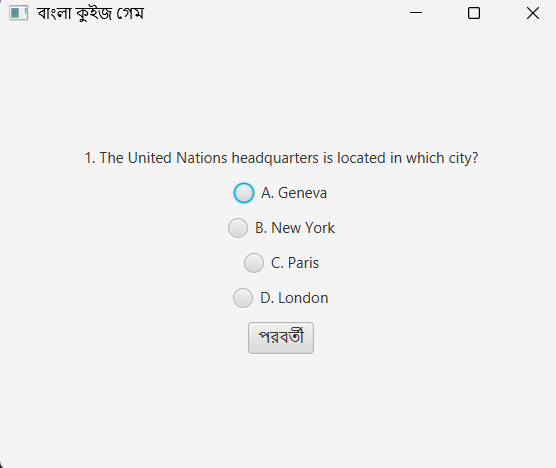 বাংলা কুইজ গেম
1. The United Nations headquarters is located in which city?
A. Geneva
B. New York
C. Paris
D. London
পরবর্তী